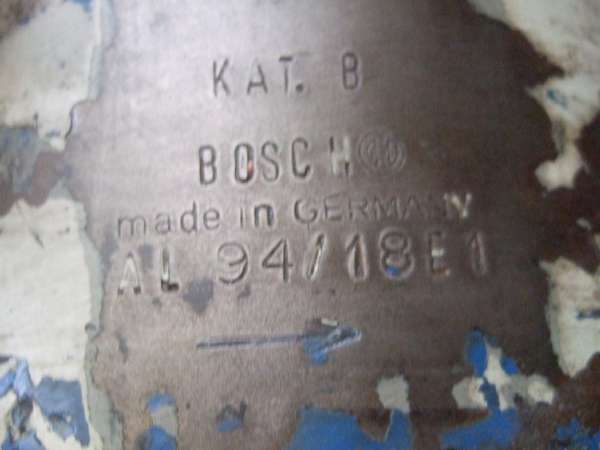 KAT. B
BOSCH
made in GERMANY
AL 94/18E1